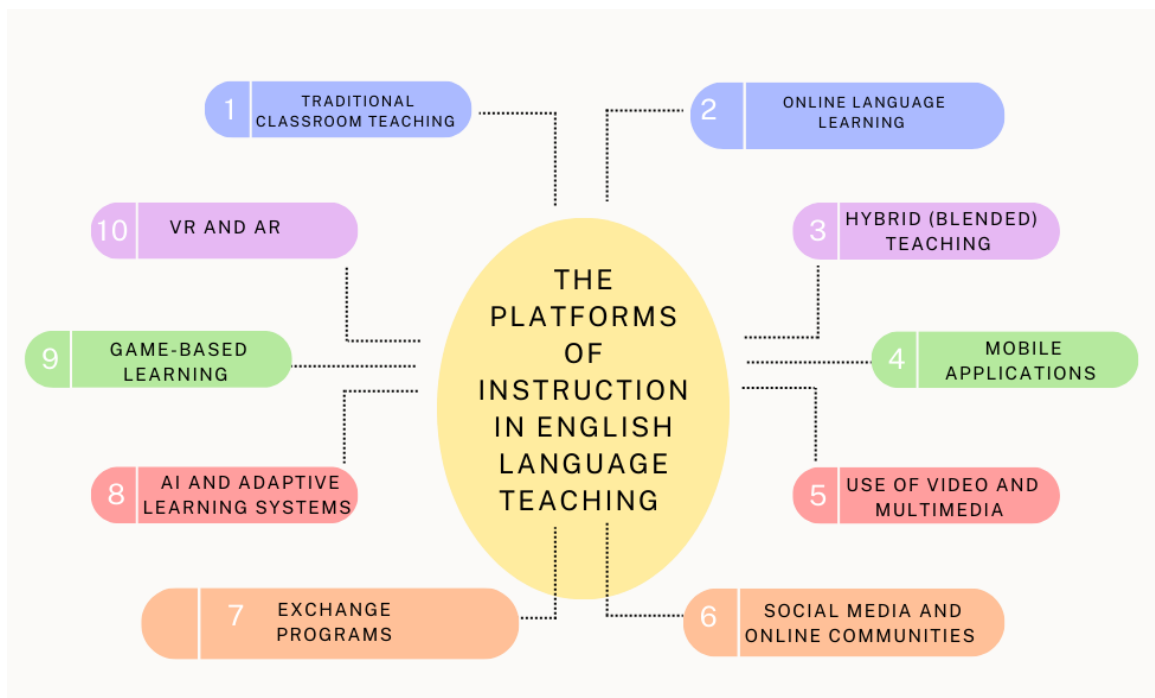 THE
PLATFORMS
OF
INSTRUCTION
IN ENGLISH
LANGUAGE
TEACHING
1
TRADITIONAL
CLASSROOM TEACHING
2
ONLINE LANGUAGE
LEARNING
3
HYBRID (BLENDED)
TEACHING
4
MOBILE
APPLICATIONS
5
USE OF VIDEO AND
MULTIMEDIA
6
SOCIAL MEDIA AND
ONLINE COMMUNITIES
7
EXCHANGE
PROGRAMS
8
AI AND ADAPTIVE
LEARNING SYSTEMS
9
GAME-BASED
LEARNING
10
VR AND AR